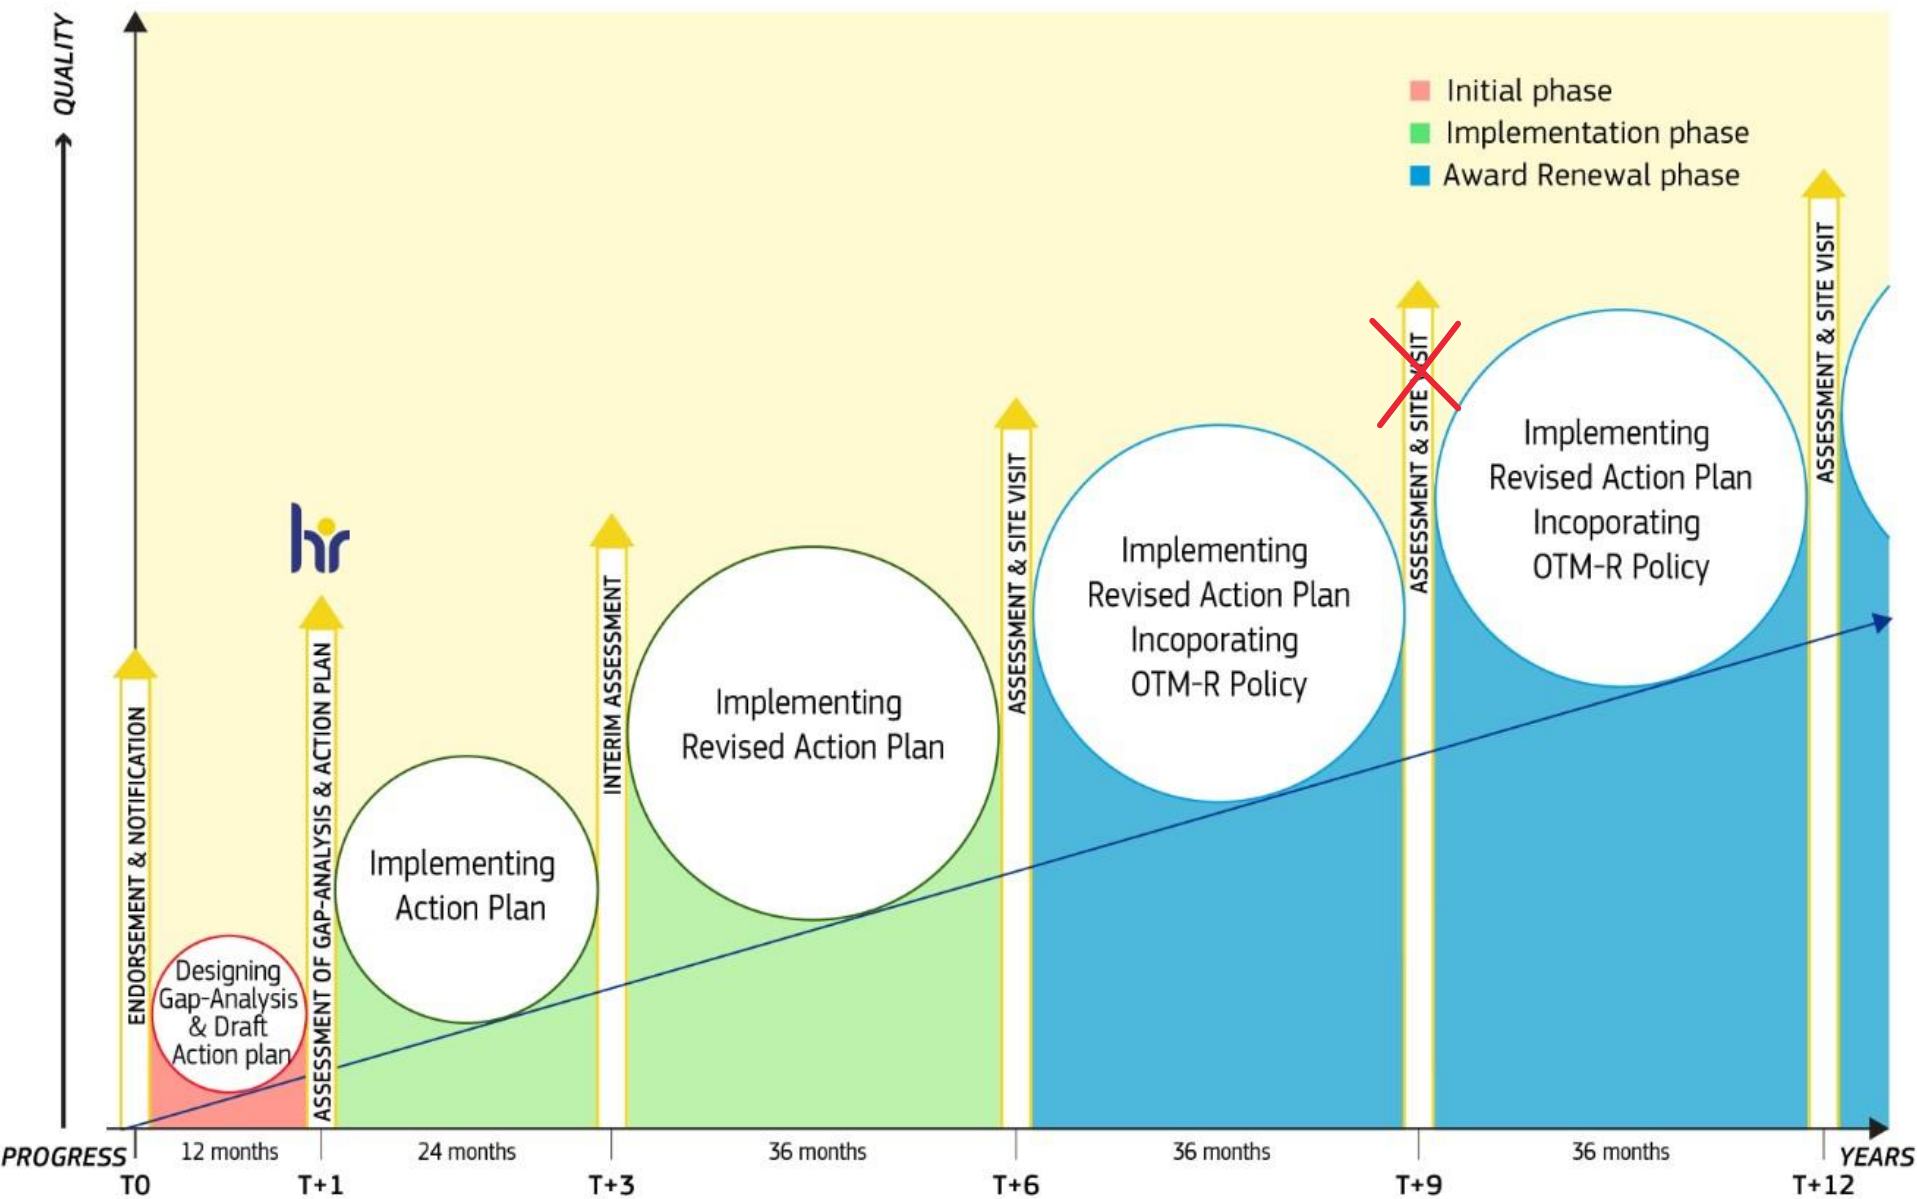 QUALITY
Initial phase
Implementation phase
Award Renewal phase
hr
ENDORSEMENT & NOTIFICATION
Designing
Gap-Analysis
& Draft
Action plan
ASSESSMENT OF GAP-ANALYSIS & ACTION PLAN
Implementing
Action Plan
INTERIM ASSESSMENT
Implementing
Revised Action Plan
ASSESSMENT & SITE VISIT
Implementing
Revised Action Plan
Incoporating
OTM-R Policy
ASSESSMENT & SITE VISIT
Implementing
Revised Action Plan
Incoporating
OTM-R Policy
ASSESSMENT & SITE VISIT
PROGRESS
12 months
24 months
36 months
36 months
36 months
YEARS
T0
T+1
T+3
T+6
T+9
T+12